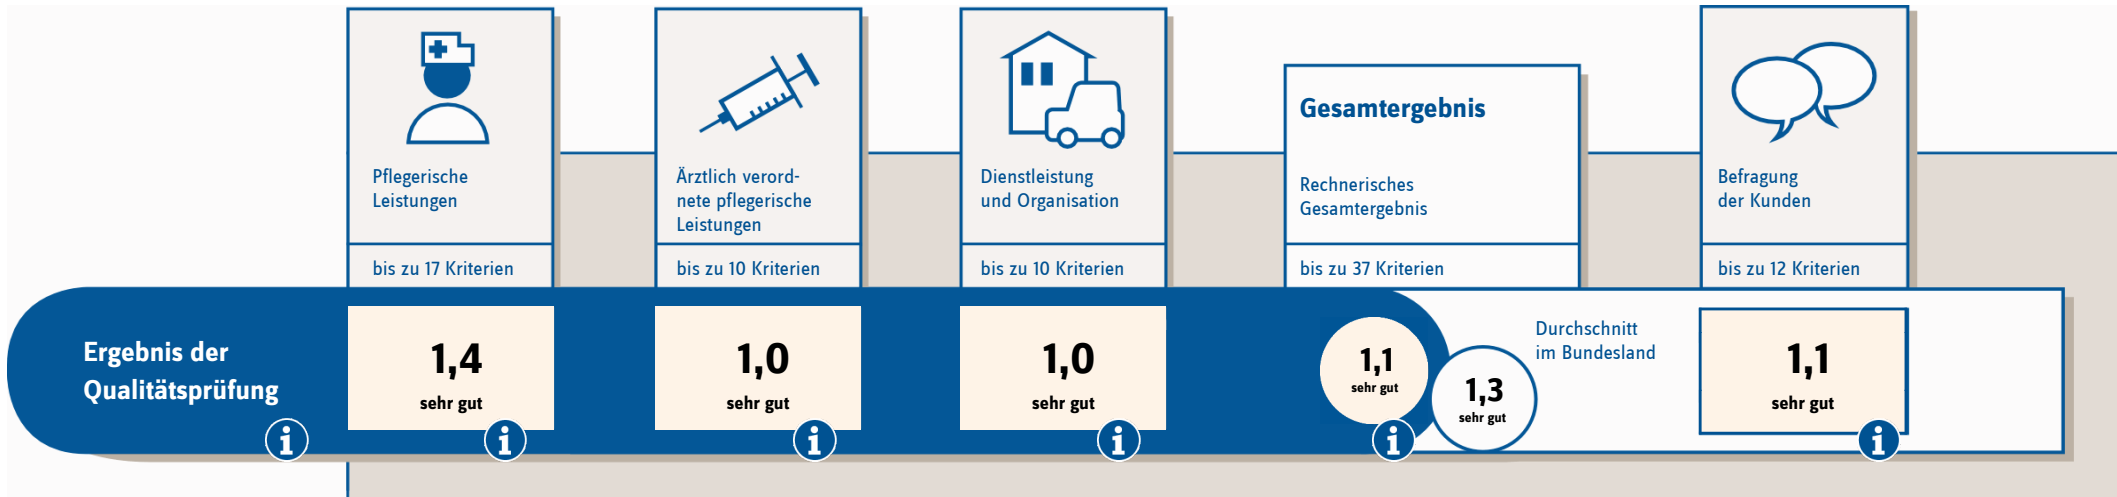 Pflegerische
Leistungen
bis zu 17 Kriterien
Ärztlich verord-
nete pflegerische
Leistungen
bis zu 10 Kriterien
Dienstleistung
und Organisation
bis zu 10 Kriterien
Gesamtergebnis
Rechnerisches
Gesamtergebnis
bis zu 37 Kriterien
Befragung
der Kunden
bis zu 12 Kriterien
Ergebnis der
Qualitätsprüfung
i
1,4
sehr gut
i
1,0
sehr gut
i
1,0
sehr gut
i
1,1
sehr gut
i
1,3
sehr gut
Durchschnitt
im Bundesland
1,1
sehr gut
i